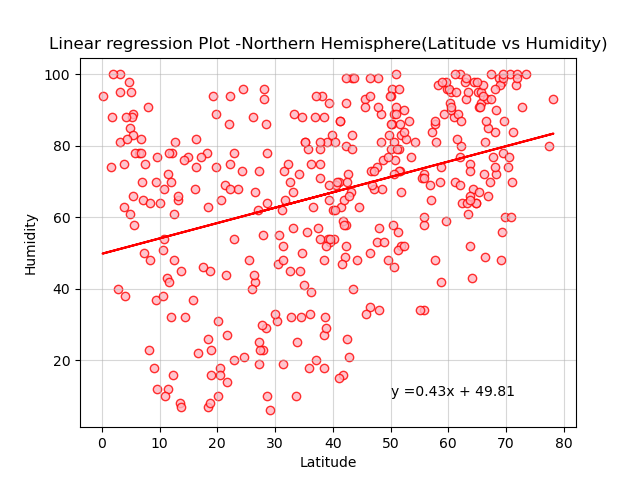 Linear regression Plot -Northern Hemisphere(Latitude vs Humidity)
100
80
60
40
20
Humidity
y =0.43x + 49.81
0 10 20 30 40 50 60 70 80
Latitude